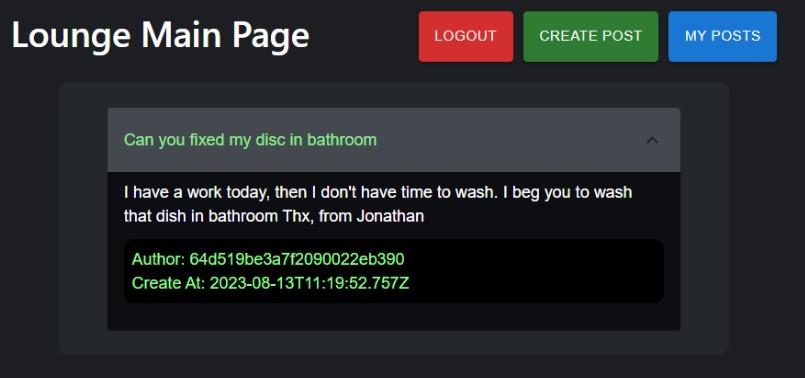 Lounge Main Page
LOGOUT
CREATE POST
MY POSTS
Can you fixed my disc in bathroom
I have a work today, then I don't have time to wash. I beg you to wash
that dish in bathroom Thx, from Jonathan
Author: 64d519be3a7f2090022eb390
Create At: 2023-08-13T11:19:52.757Z